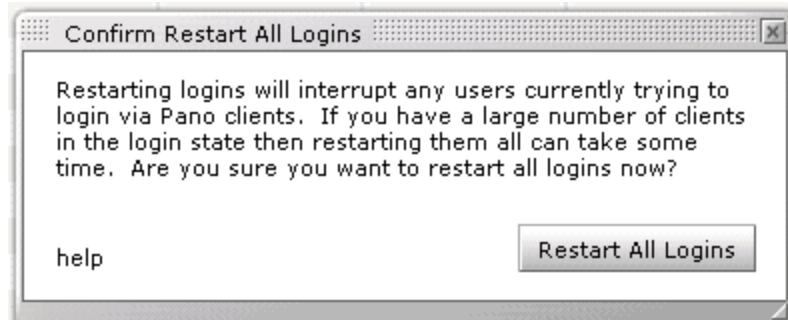 Confirm Restart All Logins
Restarting logins will interrupt any users currently trying to
login via Pano clients.  If you have a large number of clients
in the login state then restarting them all can take some
time.  Are you sure you want to restart all logins now?
help
Restart All Logins